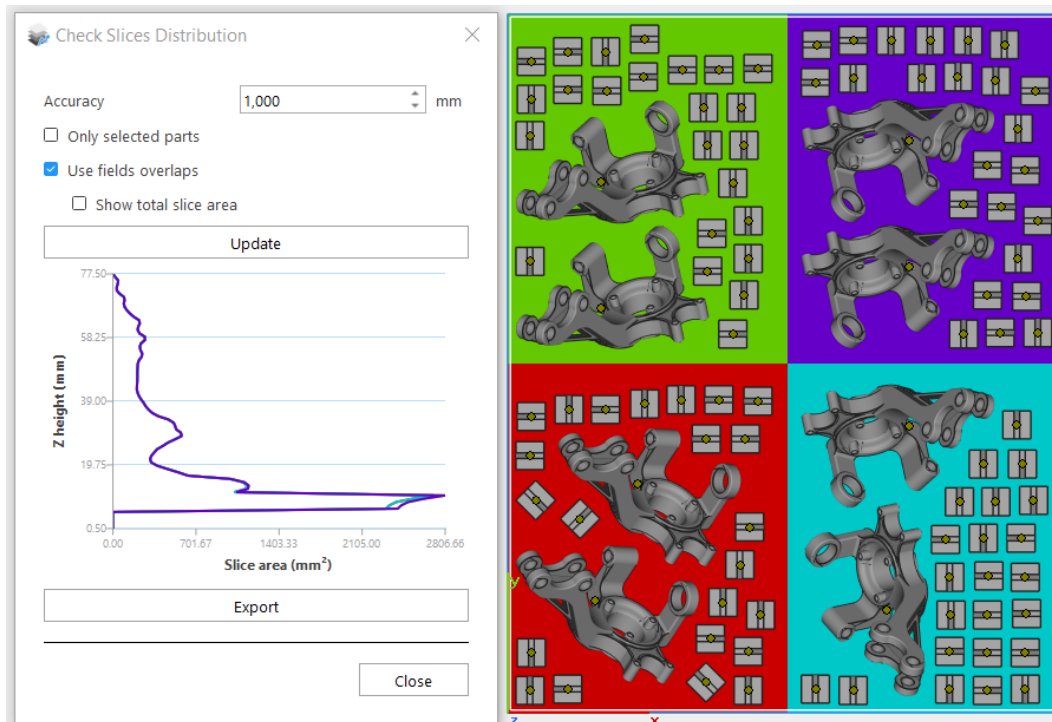 Check Slices Distribution
Accuracy 1,000 mm
Only selected parts
Use fields overlaps
Show total slice area
Update
77.50
58.25
39.00
19.75
0.50
Z height (mm)
0.00 701.67 1403.33 2105.00 2806.66
Slice area (mm²)
Export
Close
y
z x